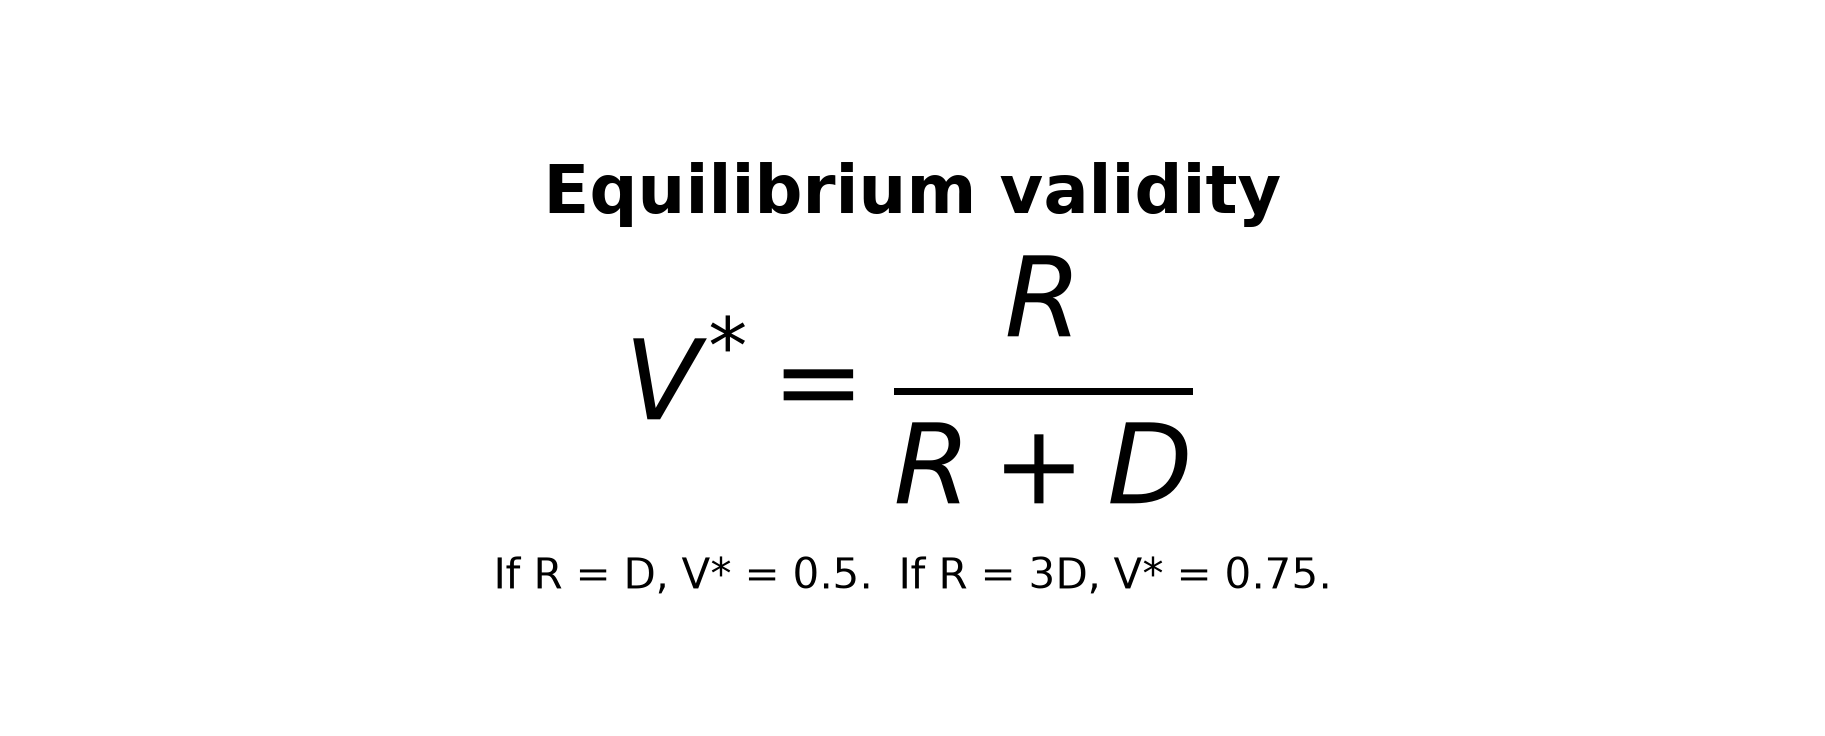 Equilibrium validity
V* = R / (R + D)
If R = D, V* = 0.5.  If R = 3D, V* = 0.75.